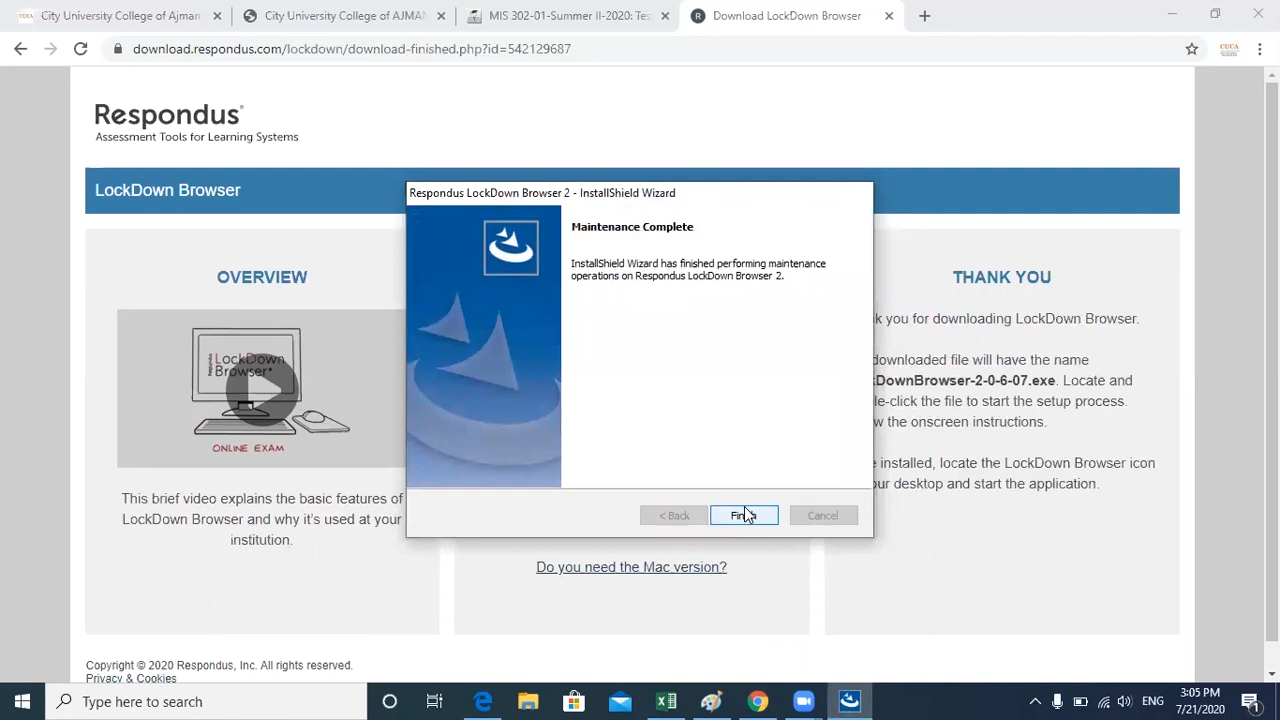 City University College of Ajman
City University College of AJMAN
MIS 302-01-Summer II-2020: Tes
Download LockDown Browser
download.respondus.com/lockdown/download-finished.php?id=542129687
CUCA
Respondus
Assessment Tools for Learning Systems
LockDown Browser
Respondus LockDown Browser 2 - InstallShield Wizard
Maintenance Complete
InstallShield Wizard has finished performing maintenance
operations on Respondus LockDown Browser 2.
< Back
Cancel
OVERVIEW
Respondus
LockDown
Browser
ONLINE EXAM
This brief video explains the basic features of
LockDown Browser and why it's used at your
institution.
Do you need the Mac version?
THANK YOU
k you for downloading LockDown Browser.
downloaded file will have the name
kDownBrowser-2-0-6-07.exe. Locate and
le-click the file to start the setup process.
w the onscreen instructions.
e installed, locate the LockDown Browser icon
our desktop and start the application.
Copyright © 2020 Respondus, Inc. All rights reserved.
Privacy & Cookies
Type here to search
ENG
3:05 PM
7/21/2020
1